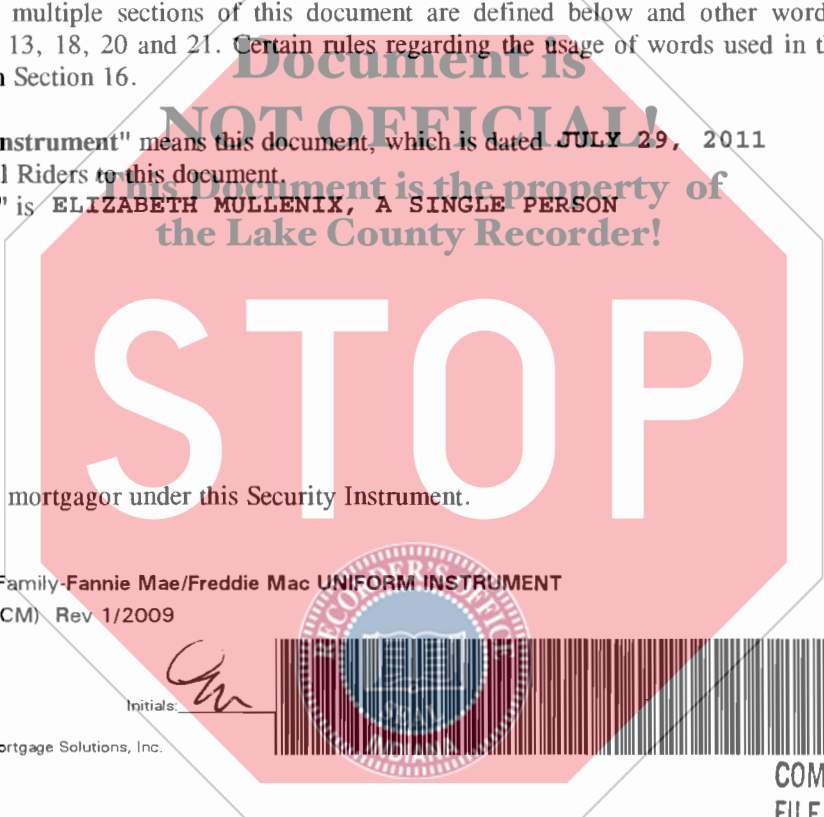 multiple sections of this document are defined below and other word
13, 18, 20 and 21. Certain rules regarding the usage of words used in t
Section 16.
Document is
NOT OFFICIAL!
nstrument" means this document, which is dated JULY 29, 2011
l Riders to this document.
This Document is the property of
" is ELIZABETH MULLENIX, A SINGLE PERSON
the Lake County Recorder!
STOP
mortgagor under this Security Instrument.
Family-Fannie Mae/Freddie Mac UNIFORM INSTRUMENT
CM) Rev 1/2009
RECORDER'S OFFICE
SEAL
INDIANA
Initials:
ortgage Solutions, Inc.
COM
FILE